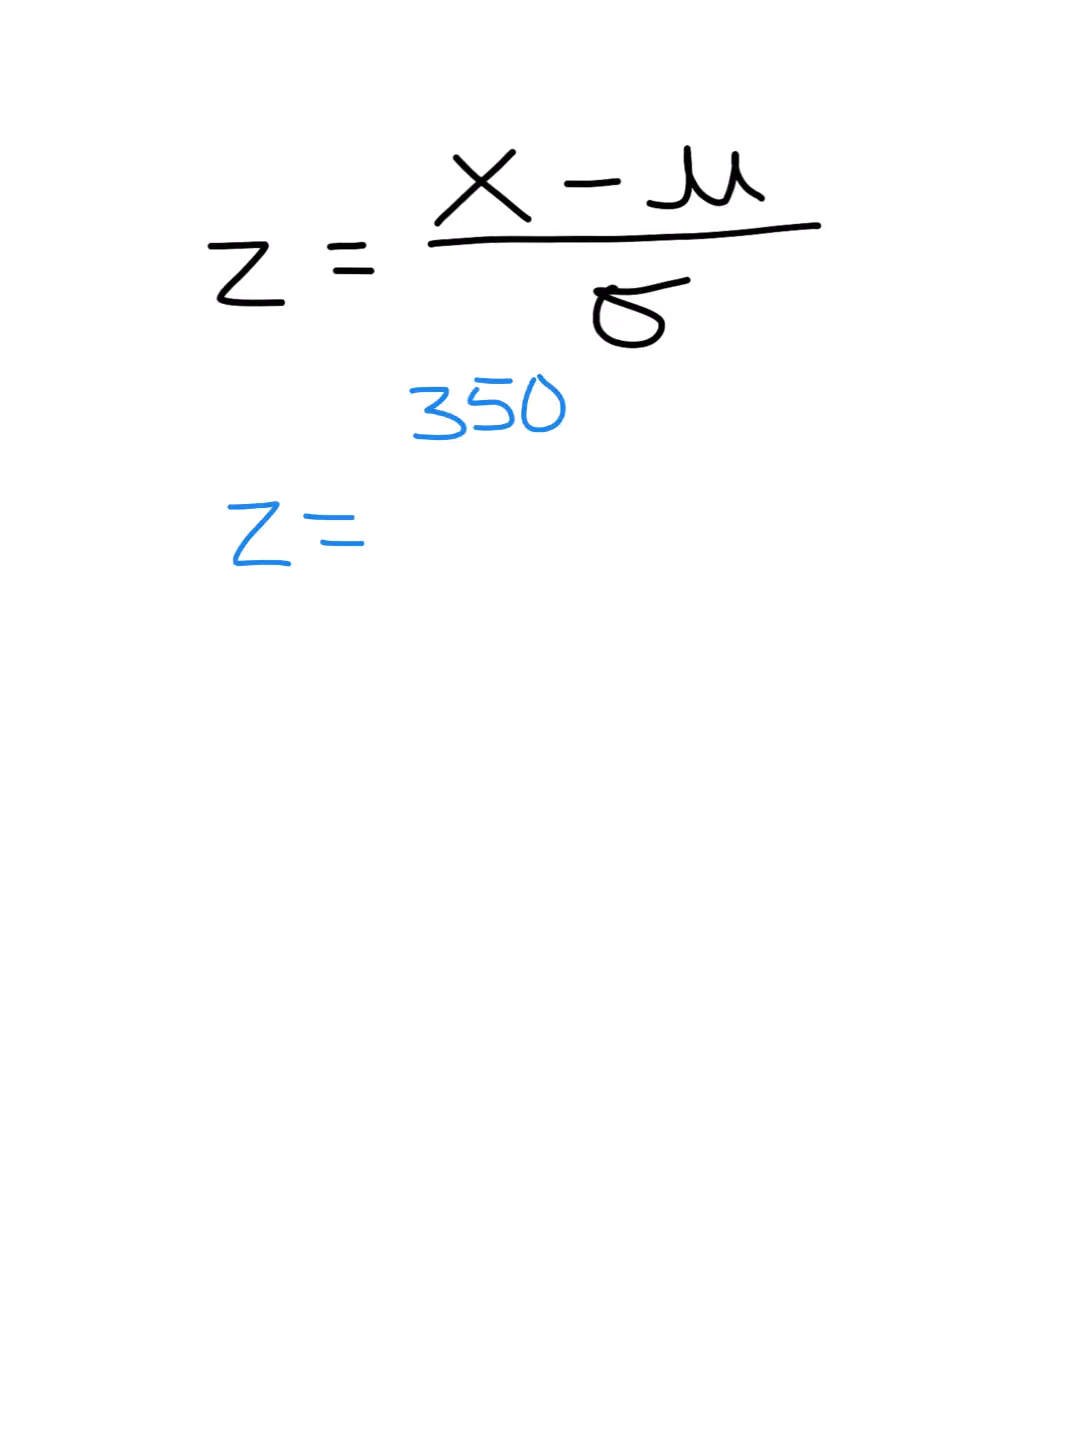 z = x - μ / σ
350
z =